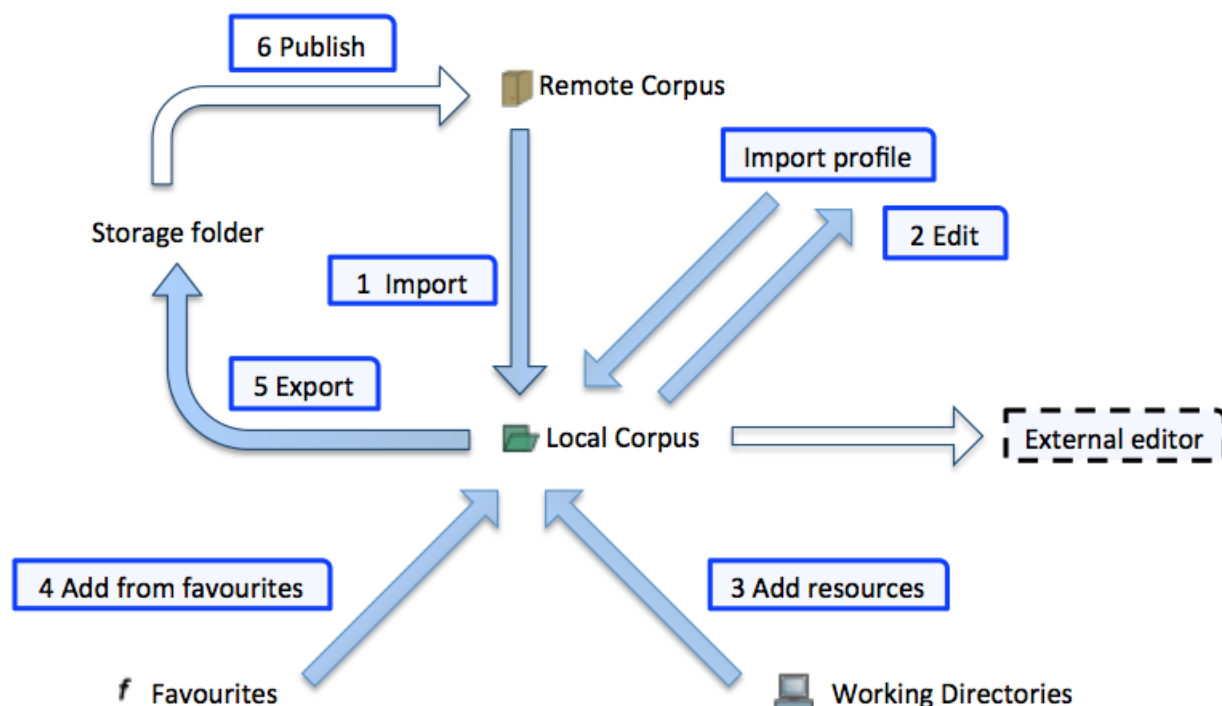 6 Publish
Remote Corpus
Import profile
Storage folder
2 Edit
1 Import
5 Export
Local Corpus
External editor
4 Add from favourites
3 Add resources
f Favourites
Working Directories